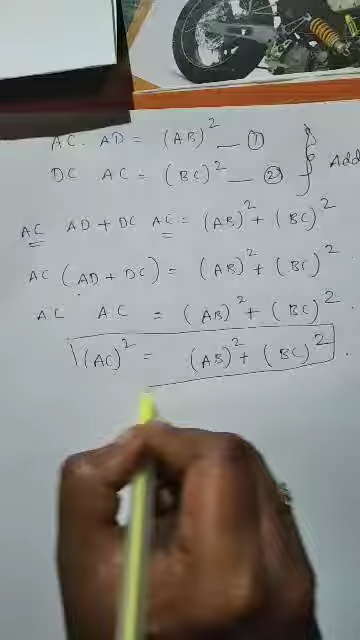 AC. AD = (AB)² — ①
DC AC = (BC)² — ② Add
AC AD + DC AC = (AB)² + (BC)²
AC (AD + DC) = (AB)² + (BC)²
AC AC = (AB)² + (BC)²
(AC)² = (AB)² + (BC)²